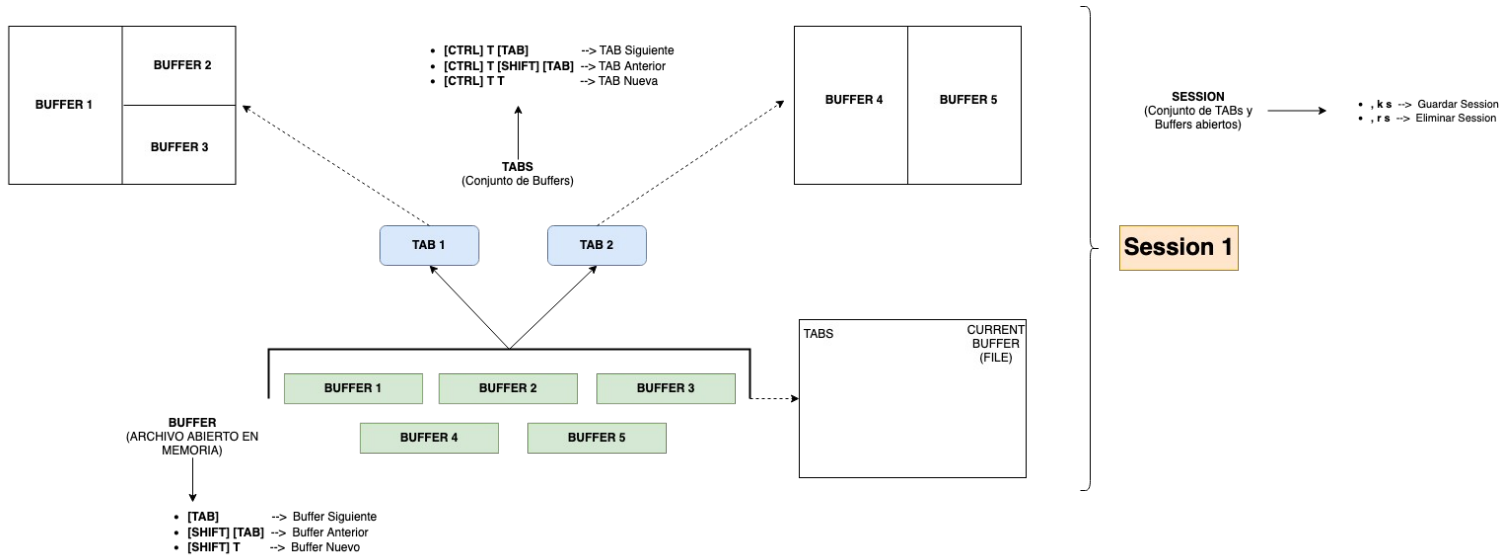 BUFFER 1
BUFFER 2
BUFFER 3
• [CTRL] T [TAB] --> TAB Siguiente
• [CTRL] T [SHIFT] [TAB] --> TAB Anterior
• [CTRL] T T --> TAB Nueva
TABS
(Conjunto de Buffers)
BUFFER 4
BUFFER 5
SESSION
(Conjunto de TABs y
Buffers abiertos)
• , k s --> Guardar Session
• , r s --> Eliminar Session
TAB 1
TAB 2
Session 1
TABS
CURRENT
BUFFER
(FILE)
BUFFER 1
BUFFER 2
BUFFER 3
BUFFER 4
BUFFER 5
BUFFER
(ARCHIVO ABIERTO EN
MEMORIA)
• [TAB] --> Buffer Siguiente
• [SHIFT] [TAB] --> Buffer Anterior
• [SHIFT] T --> Buffer Nuevo